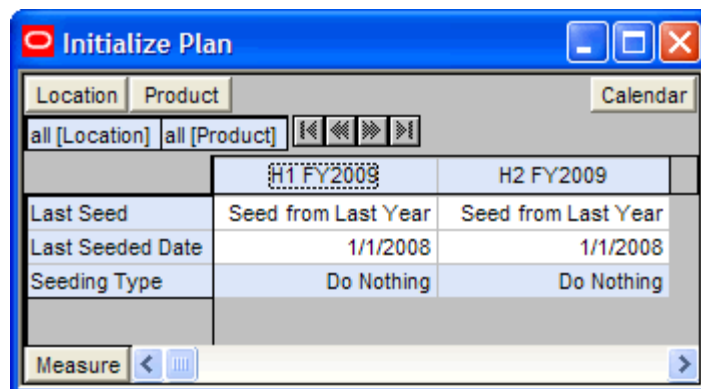 Initialize Plan
Location Product Calendar
all [Location] all [Product]
H1 FY2009 H2 FY2009
Last Seed Seed from Last Year Seed from Last Year
Last Seeded Date 1/1/2008 1/1/2008
Seeding Type Do Nothing Do Nothing
Measure